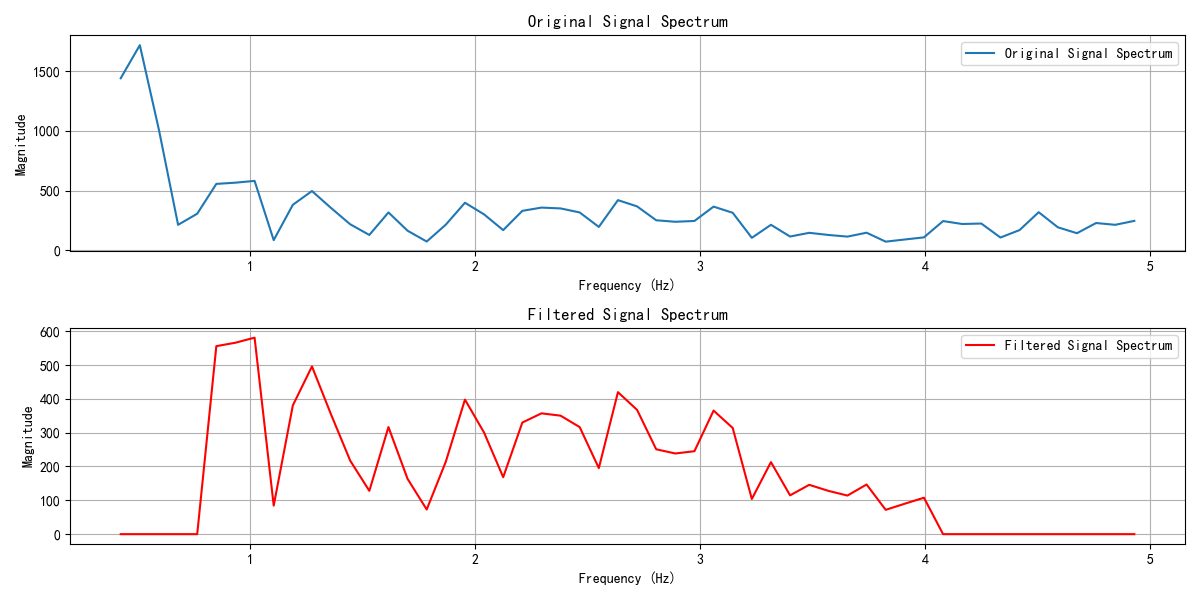 Original Signal Spectrum
Original Signal Spectrum
Magnitude
1500
1000
500
0
1 2 3 4 5
Frequency (Hz)
Filtered Signal Spectrum
Filtered Signal Spectrum
Magnitude
600
500
400
300
200
100
0
1 2 3 4 5
Frequency (Hz)